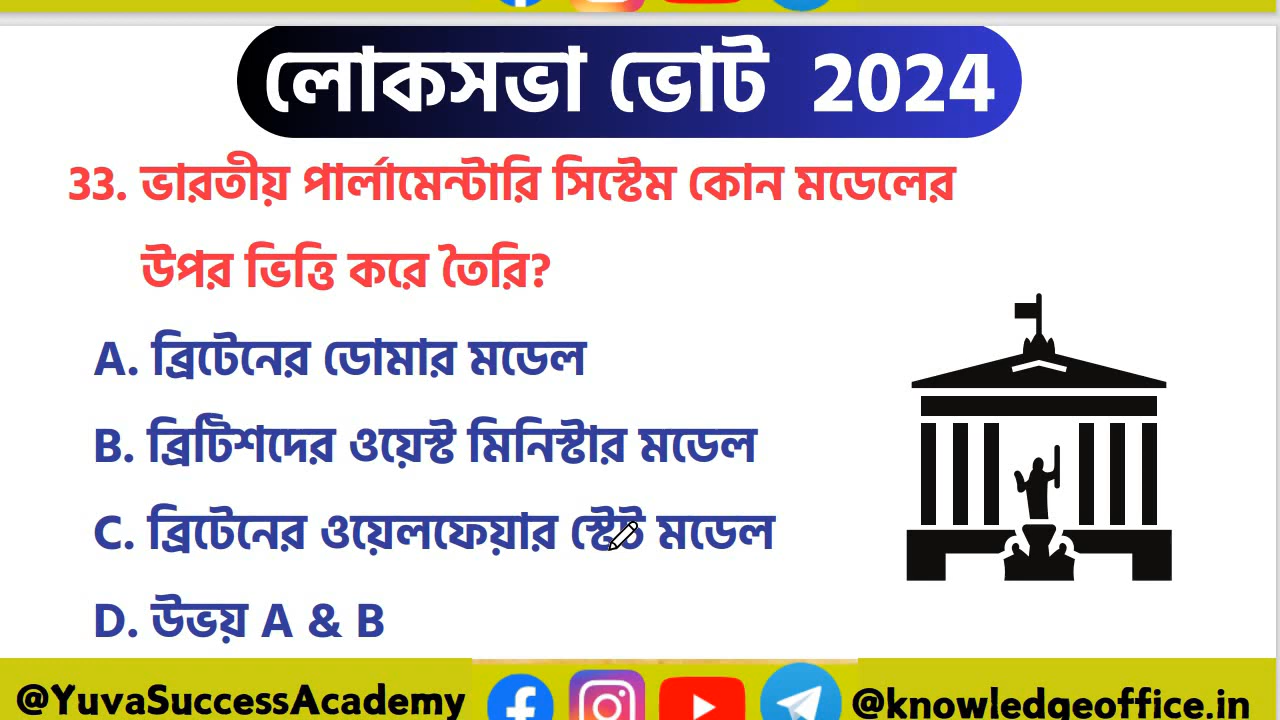 লোকসভা ভোট 2024
33. ভারতীয় পার্লামেন্টারি সিস্টেম কোন মডেলের
উপর ভিত্তি করে তৈরি?
A. ব্রিটেনের ডোমার মডেল
B. ব্রিটিশদের ওয়েস্ট মিনিস্টার মডেল
C. ব্রিটেনের ওয়েলফেয়ার স্টেট মডেল
D. উভয় A & B
@YuvaSuccessAcademy @knowledgeoffice.in